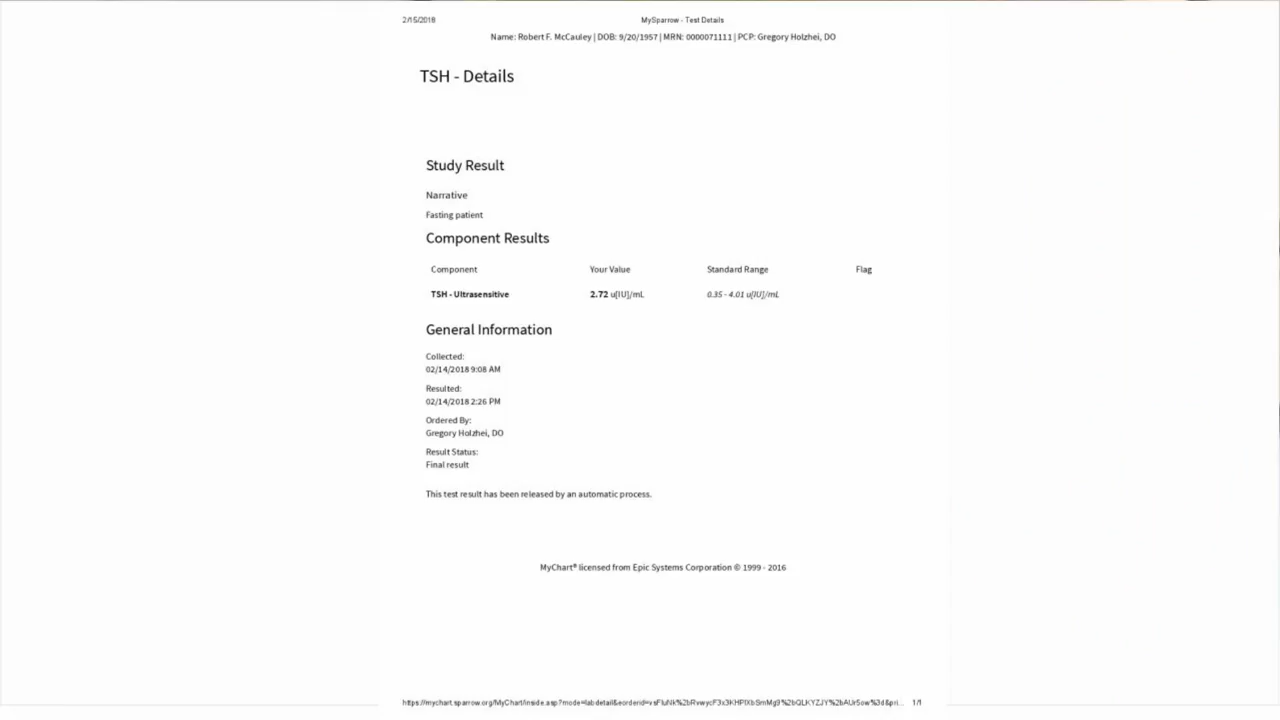 2/15/2018 MySparrow - Test Details
Name: Robert F. McCauley | DOB: 9/20/1957 | MRN: 0000071111 | PCP: Gregory Holzhei, DO
TSH - Details
Study Result
Narrative
Fasting patient
Component Results
Component Your Value Standard Range Flag
TSH - Ultrasensitive 2.72 u[IU]/mL 0.35 - 4.01 u[IU]/mL
General Information
Collected:
02/14/2018 9:08 AM
Resulted:
02/14/2018 2:26 PM
Ordered By:
Gregory Holzhei, DO
Result Status:
Final result
This test result has been released by an automatic process.
MyChart® licensed from Epic Systems Corporation © 1999 - 2016
1/1